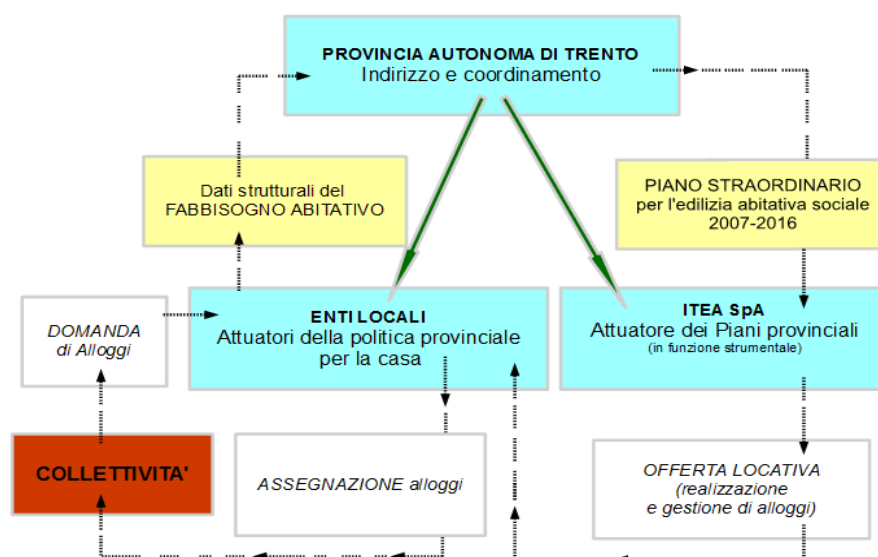 PROVINCIA AUTONOMA DI TRENTO
Indirizzo e coordinamento
Dati strutturali del
FABBISOGNO ABITATIVO
PIANO STRAORDINARIO
per l'edilizia abitativa sociale
2007-2016
DOMANDA
di Alloggi
ENTI LOCALI
Attuatori della politica provinciale
per la casa
ITEA SpA
Attuatore dei Piani provinciali
(in funzione strumentale)
COLLETTIVITA'
ASSEGNAZIONE alloggi
OFFERTA LOCATIVA
(realizzazione
e gestione di alloggi)